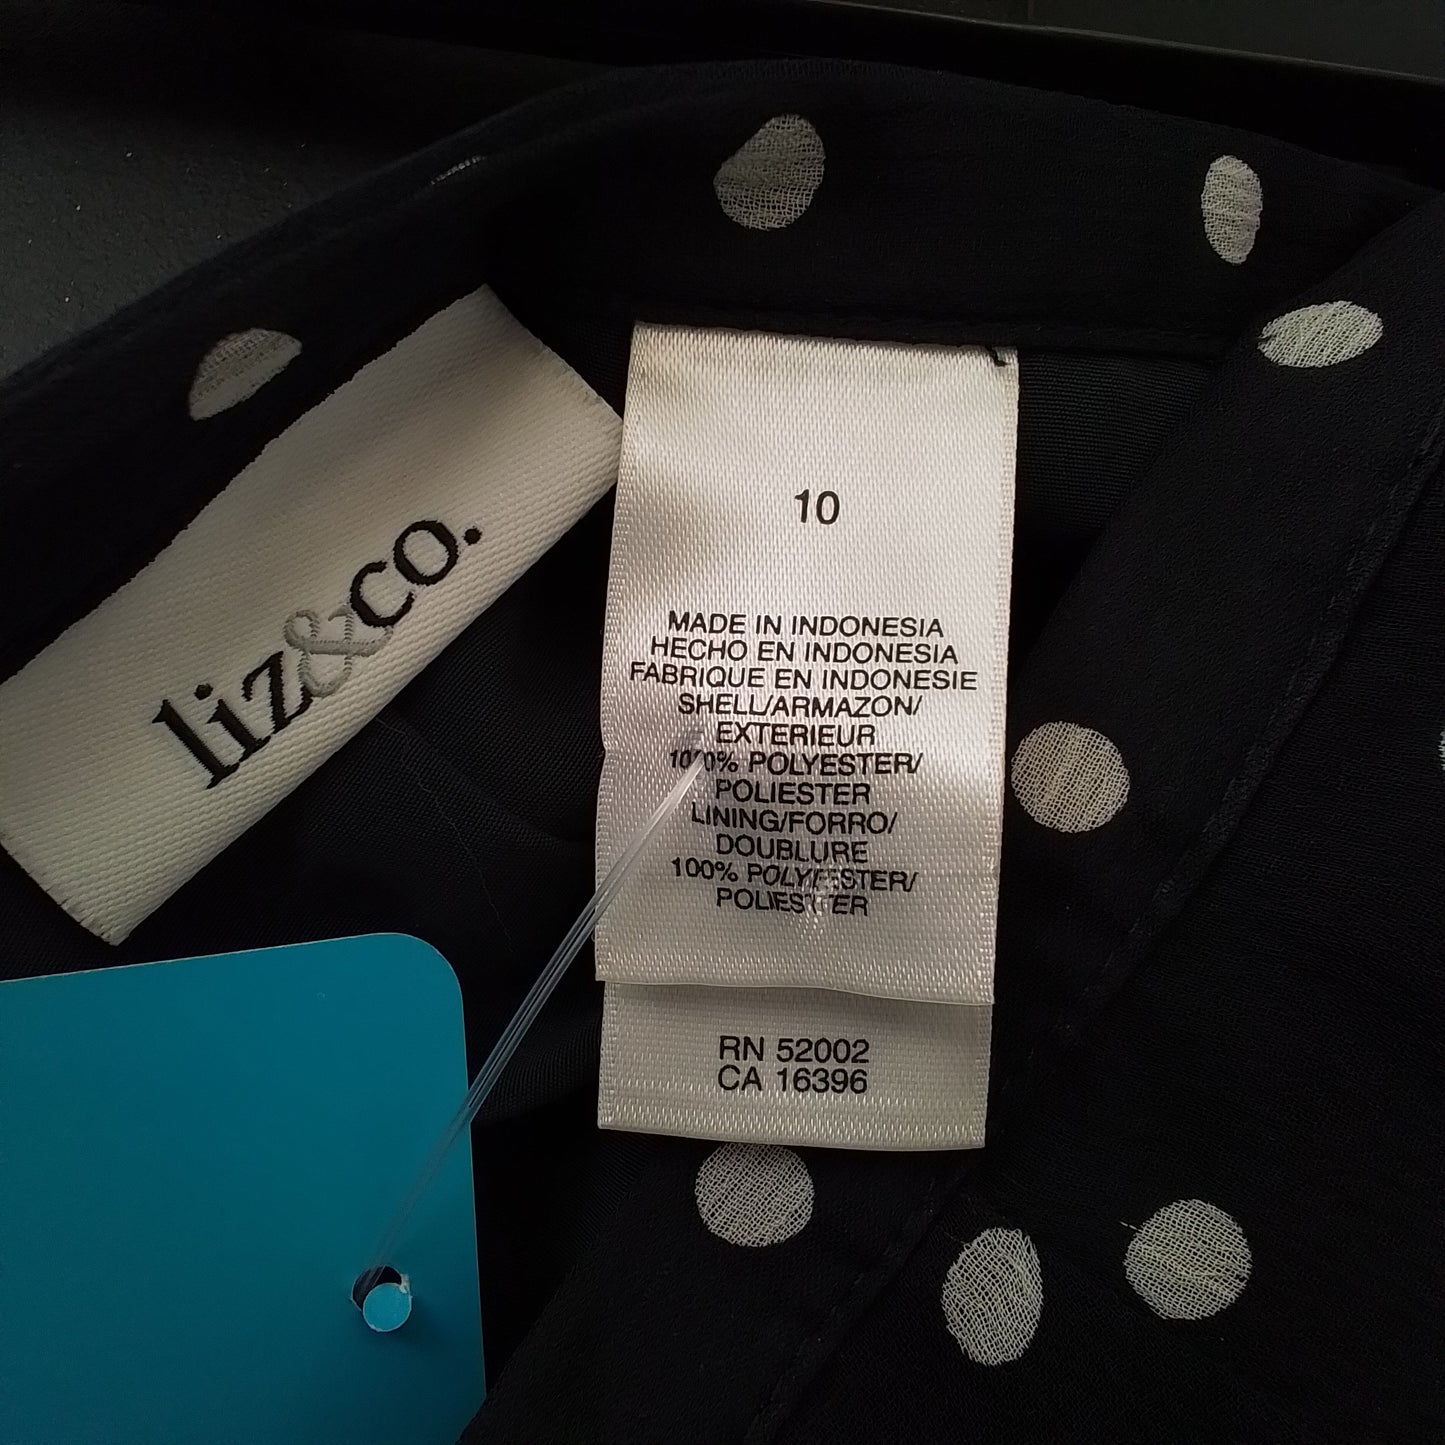 liz&co.
10
MADE IN INDONESIA
HECHO EN INDONESIA
FABRIQUE EN INDONESIE
SHELL/ARMAZON/
EXTERIEUR
100% POLYESTER/
POLIESTER
LINING/FORRO/
DOUBLURE
100% POLYESTER/
POLIESTER
RN 52002
CA 16396